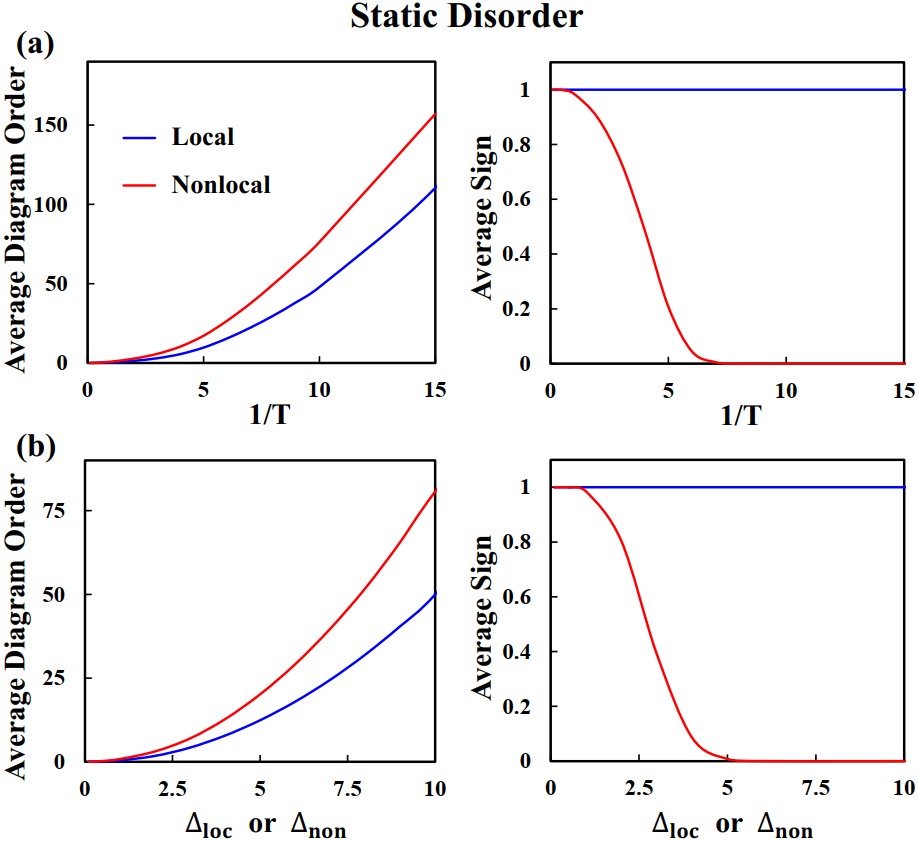 Static Disorder
(a)
Average Diagram Order
150
100
50
0
Local
Nonlocal
0 5 10 15
1/T
Average Sign
1
0.8
0.6
0.4
0.2
0
0 5 10 15
1/T
(b)
Average Diagram Order
75
50
25
0
0 2.5 5 7.5 10
Δloc or Δnon
Average Sign
1
0.8
0.6
0.4
0.2
0
0 2.5 5 7.5 10
Δloc or Δnon